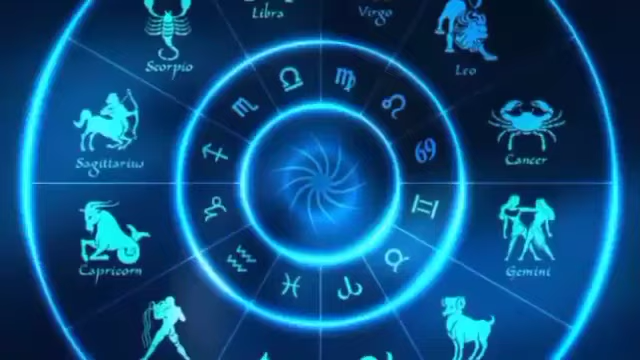 Libra
Virgo
Scorpio
Leo
Sagittarius
Cancer
Capricorn
Gemini